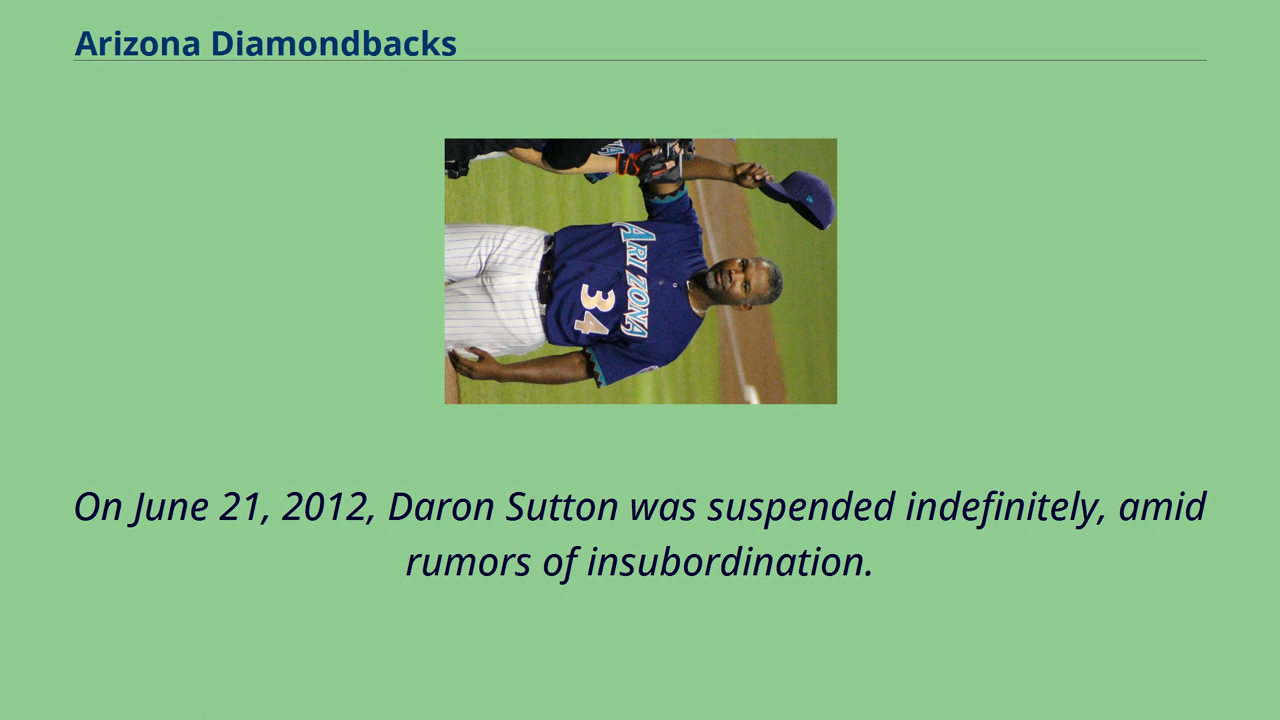 Arizona Diamondbacks
ARIZONA
34
On June 21, 2012, Daron Sutton was suspended indefinitely, amid
rumors of insubordination.